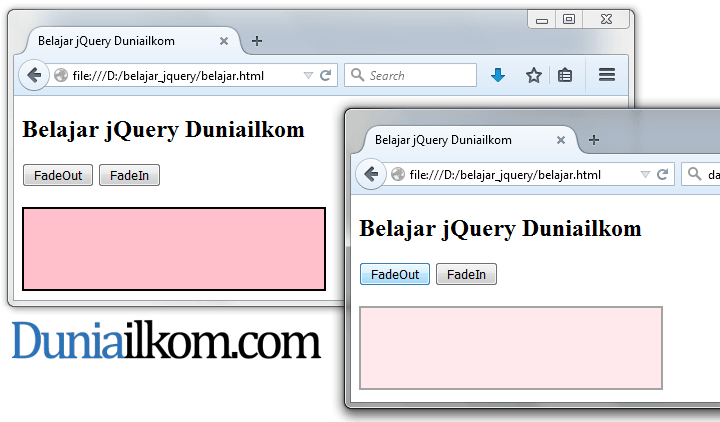 Belajar jQuery Duniailkom
file:///D:/belajar_jquery/belajar.html
Search
Belajar jQuery Duniailkom
FadeOut
FadeIn
Belajar jQuery Duniailkom
file:///D:/belajar_jquery/belajar.html
da
Belajar jQuery Duniailkom
FadeOut
FadeIn
Duniailkom.com